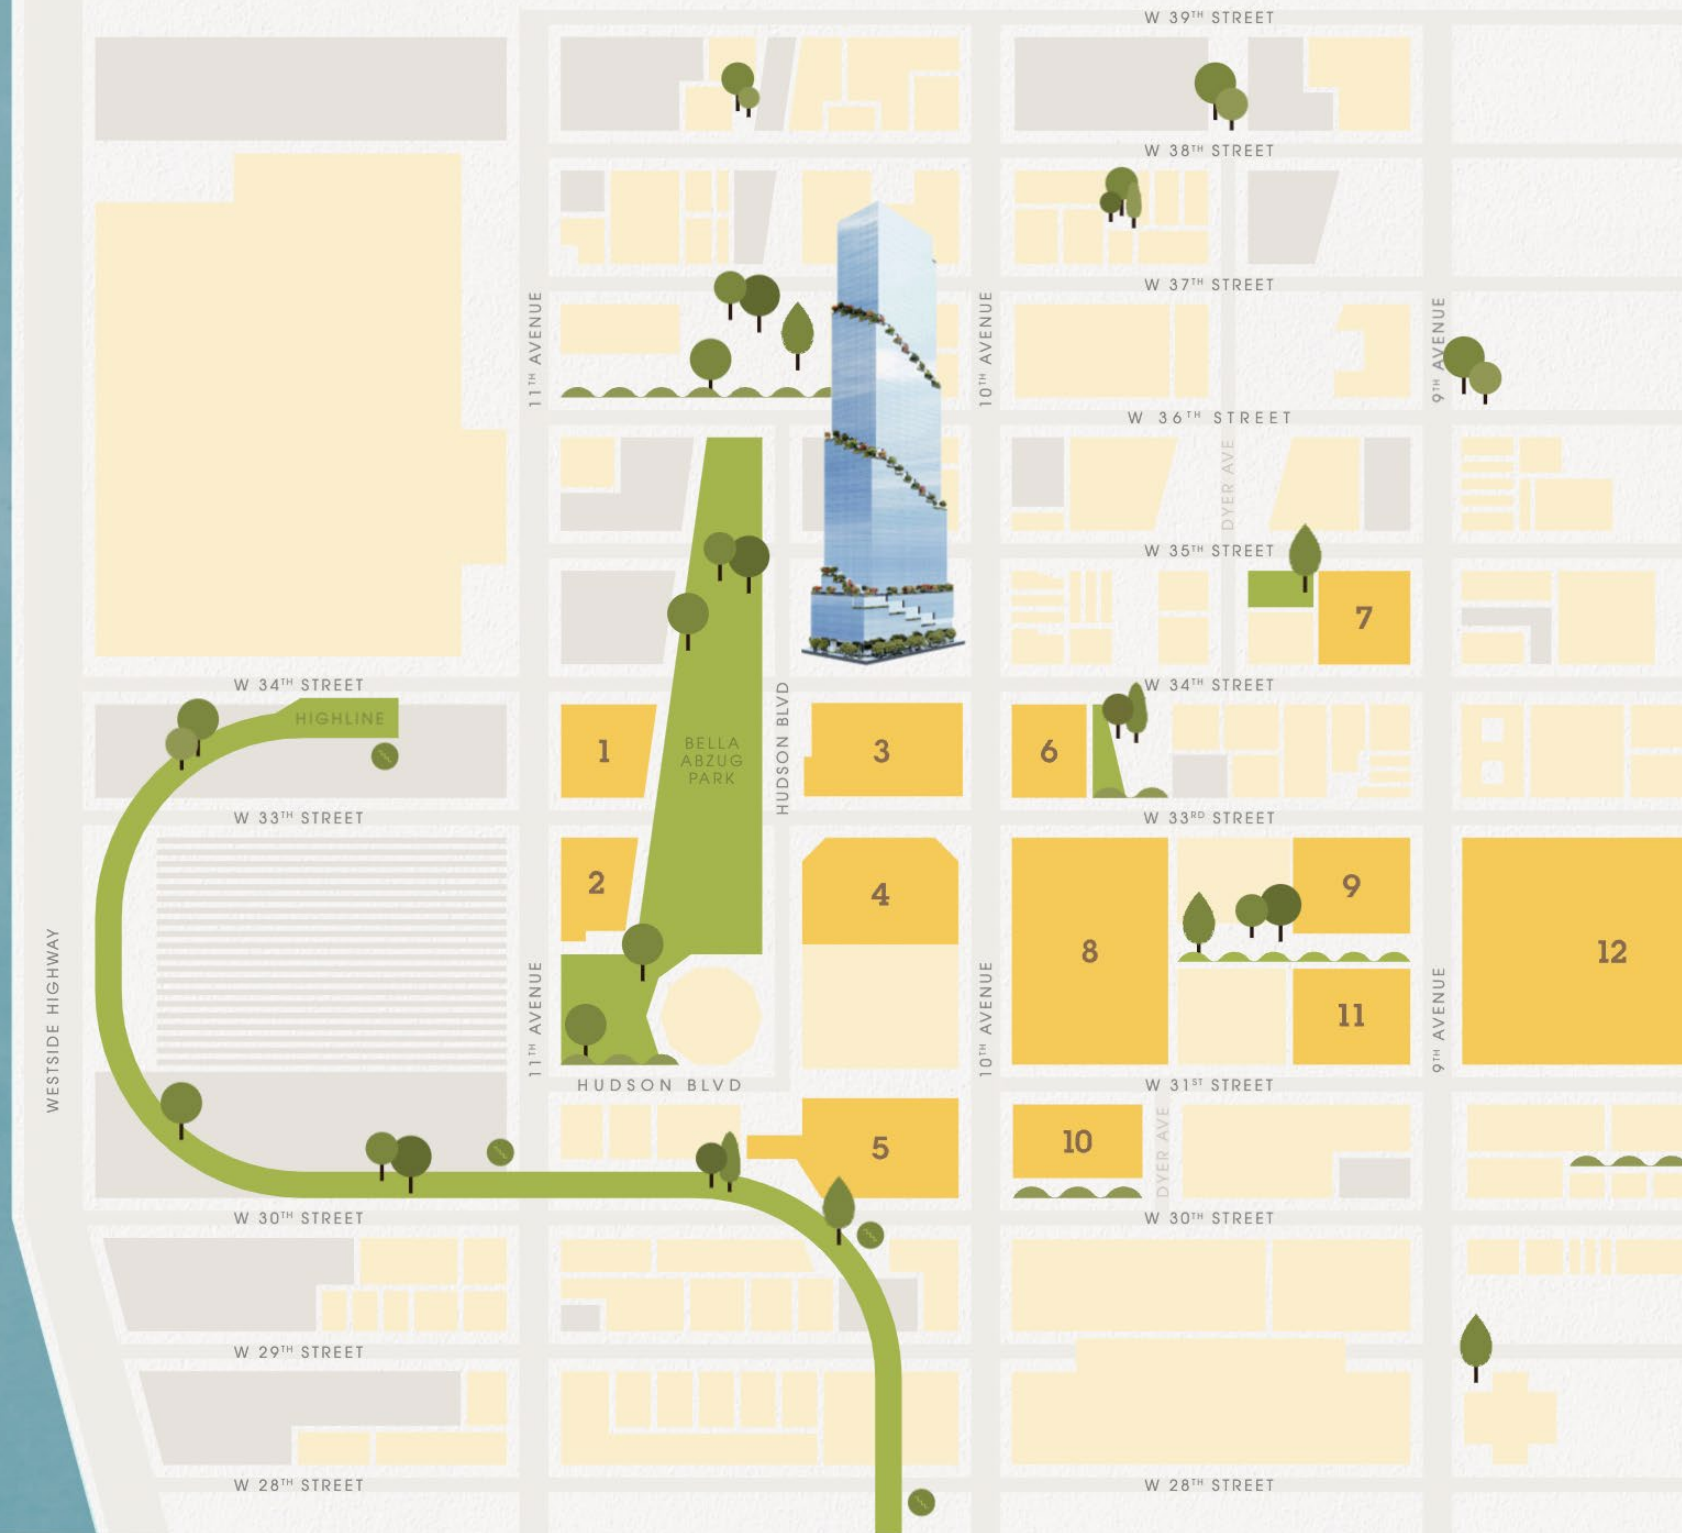 W 39TH STREET
W 38TH STREET
W 37TH STREET
11TH AVENUE
10TH AVENUE
9TH AVENUE
W 36TH STREET
DYER AVE
W 35TH STREET
7
W 34TH STREET
W 34TH STREET
HIGHLINE
HUDSON BLVD
1
BELLA
ABZUG
PARK
3
6
W 33TH STREET
W 33RD STREET
2
4
9
8
12
WESTSIDE HIGHWAY
11TH AVENUE
10TH AVENUE
9TH AVENUE
11
HUDSON BLVD
W 31ST STREET
5
10
DYER AVE
W 30TH STREET
W 30TH STREET
W 29TH STREET
W 28TH STREET
W 28TH STREET